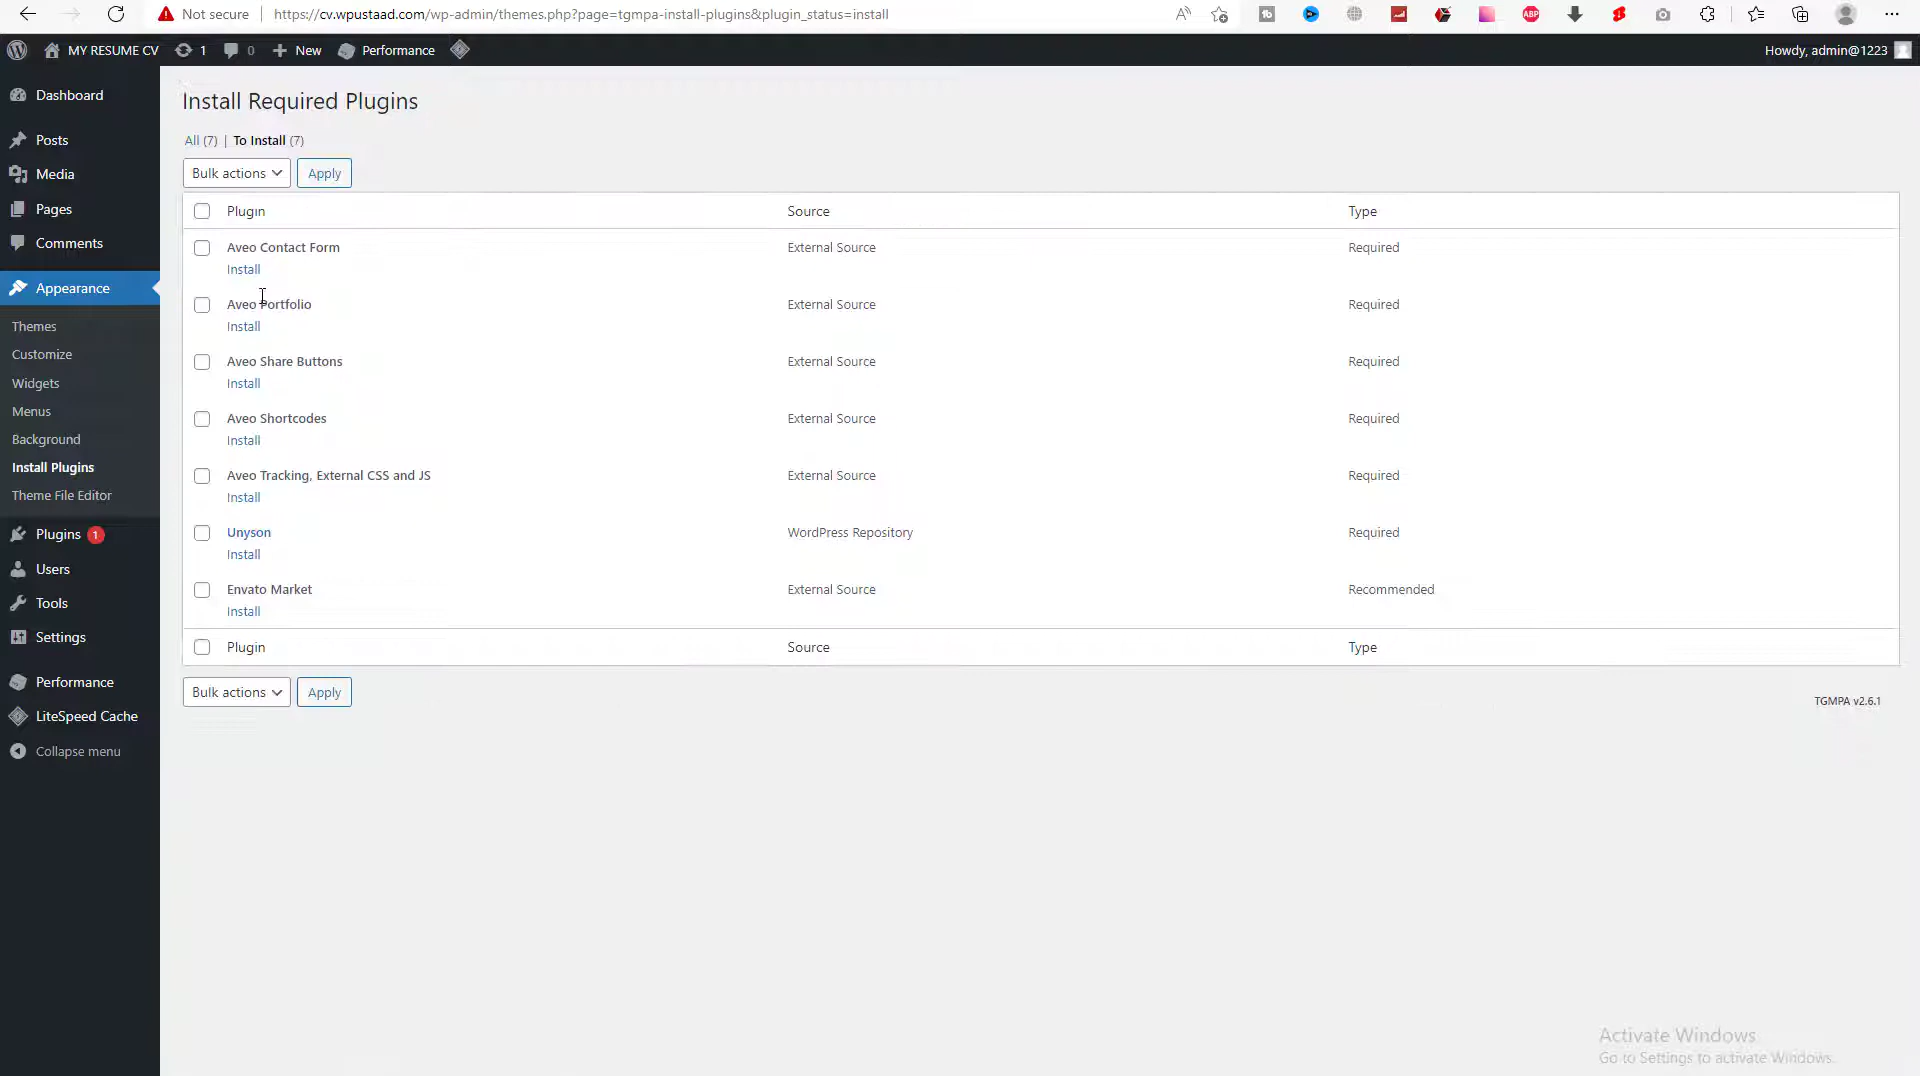 Not secure
https://cv.wpustaad.com/wp-admin/themes.php?page=tgmpa-install-plugins&plugin_status=install
MY RESUME CV 1 0 New Performance
Howdy, admin@1223
Dashboard
Posts
Media
Pages
Comments
Appearance
Themes
Customize
Widgets
Menus
Background
Install Plugins
Theme File Editor
Plugins 1
Users
Tools
Settings
Performance
LiteSpeed Cache
Collapse menu
Install Required Plugins
All (7) | To Install (7)
Bulk actions Apply
Plugin Source Type
Aveo Contact Form External Source Required
Install
Aveo Portfolio External Source Required
Install
Aveo Share Buttons External Source Required
Install
Aveo Shortcodes External Source Required
Install
Aveo Tracking, External CSS and JS External Source Required
Install
Unyson WordPress Repository Required
Install
Envato Market External Source Recommended
Install
Plugin Source Type
Bulk actions Apply
TGMPA v2.6.1
Activate Windows
Go to Settings to activate Windows.